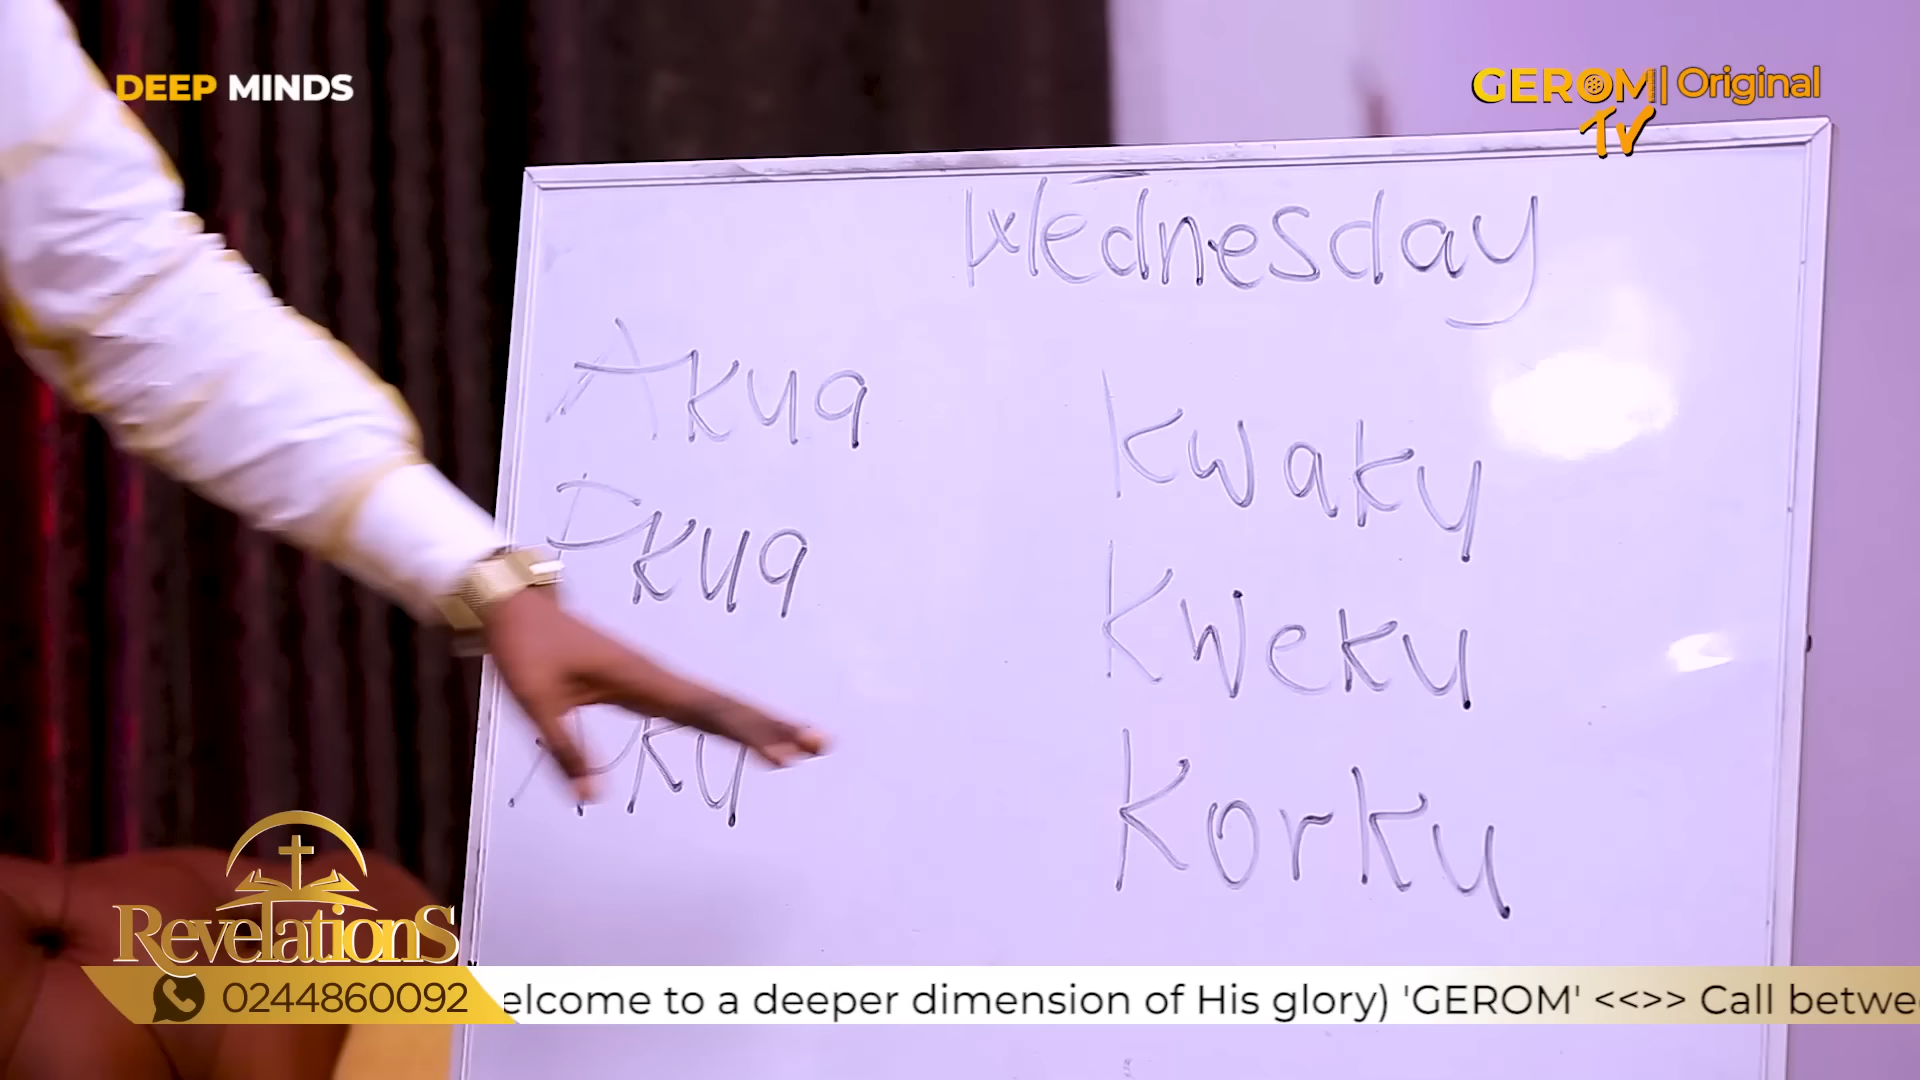 DEEP MINDS
GEROM TV | Original
Wednesday
Akua
Kwaku
Kweku
Aku
Korku
Revelations
0244860092
elcome to a deeper dimension of His glory) 'GEROM' <<>> Call betwe